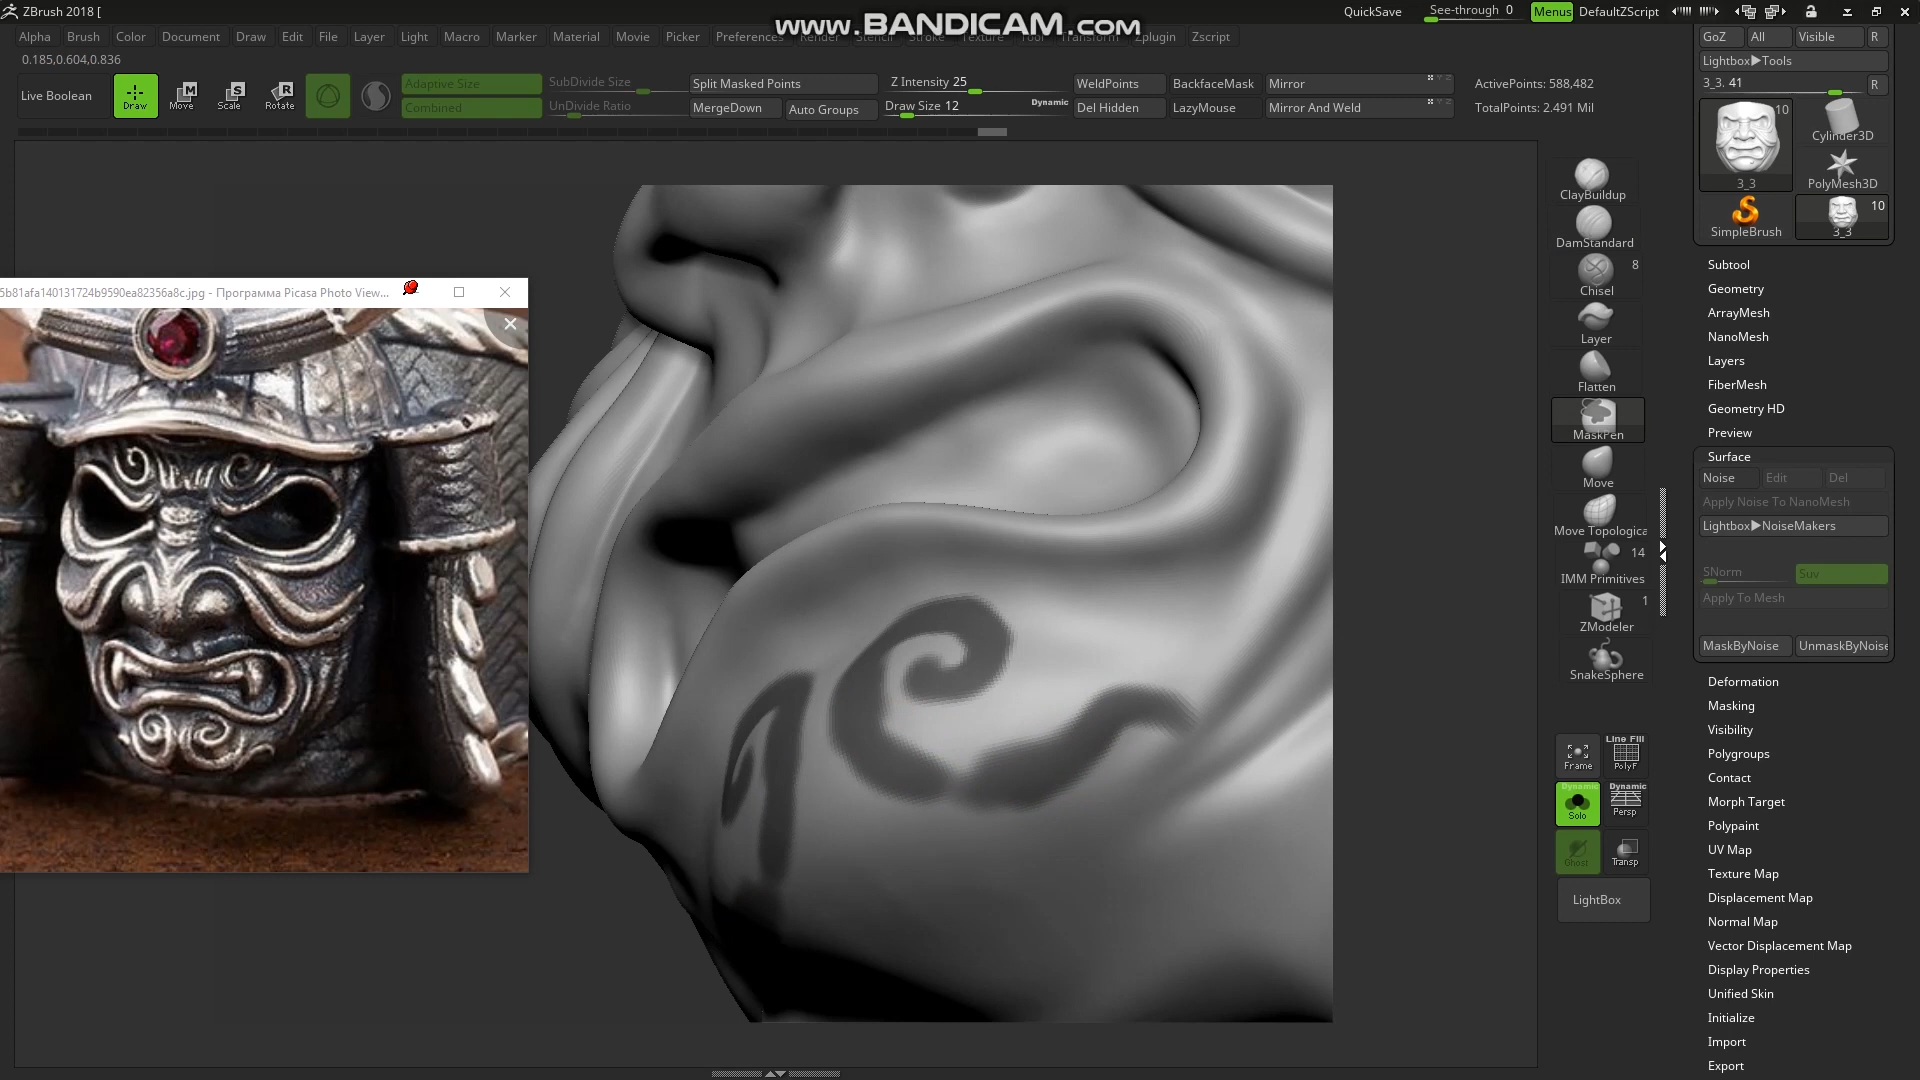 ZBrush 2018 [
www.BANDICAM.com
QuickSave
See-through 0
Menus
DefaultZScript
Alpha Brush Color Document Draw Edit File Layer Light Macro Marker Material Movie Picker Preferences Render Stencil Stroke Texture Tool Transform Zplugin Zscript
0.185,0.604,0.836
Live Boolean
Draw
Move
Scale
Rotate
M
S
R
Adaptive Size
Combined
SubDivide Size
UnDivide Ratio
Split Masked Points
MergeDown
Auto Groups
Z Intensity 25
Draw Size 12
Dynamic
WeldPoints
Del Hidden
BackfaceMask
LazyMouse
Mirror
Mirror And Weld
ActivePoints: 588,482
TotalPoints: 2.491 Mil
5b81afa140131724b9590ea82356a8c.jpg - Программа Picasa Photo View...
ClayBuildup
DamStandard
8
Chisel
Layer
Flatten
MaskPen
Move
Move Topologica
14
IMM Primitives
1
ZModeler
SnakeSphere
Frame
Line Fill
PolyF
Dynamic
Solo
Dynamic
Persp
Ghost
Transp
LightBox
GoZ
All
Visible
R
Lightbox▶Tools
3_3. 41
R
10
3_3
Cylinder3D
PolyMesh3D
SimpleBrush
10
3_3
Subtool
Geometry
ArrayMesh
NanoMesh
Layers
FiberMesh
Geometry HD
Preview
Surface
Noise
Edit
Del
Apply Noise To NanoMesh
Lightbox▶NoiseMakers
SNorm
Suv
Apply To Mesh
MaskByNoise
UnmaskByNoise
Deformation
Masking
Visibility
Polygroups
Contact
Morph Target
Polypaint
UV Map
Texture Map
Displacement Map
Normal Map
Vector Displacement Map
Display Properties
Unified Skin
Initialize
Import
Export